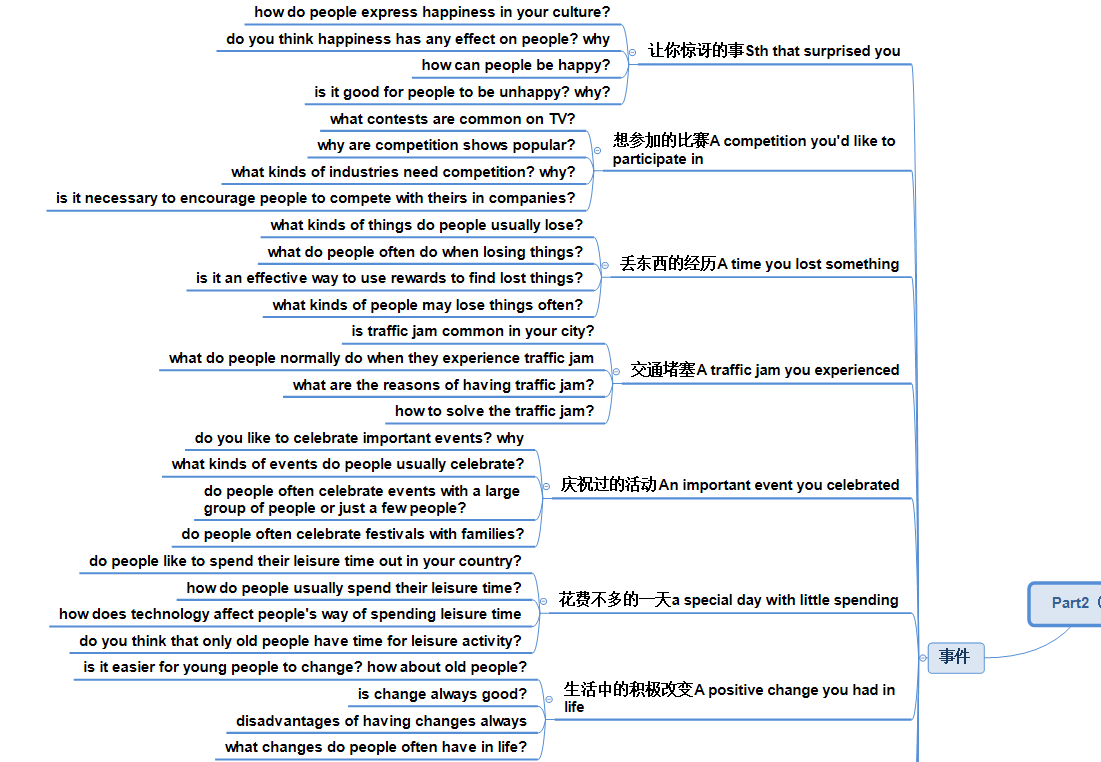 how do people express happiness in your culture?
do you think happiness has any effect on people? why
how can people be happy?
is it good for people to be unhappy? why?
让你惊讶的事Sth that surprised you
what contests are common on TV?
why are competition shows popular?
what kinds of industries need competition? why?
is it necessary to encourage people to compete with theirs in companies?
想参加的比赛A competition you'd like to
participate in
what kinds of things do people usually lose?
what do people often do when losing things?
is it an effective way to use rewards to find lost things?
what kinds of people may lose things often?
丢东西的经历A time you lost something
is traffic jam common in your city?
what do people normally do when they experience traffic jam
what are the reasons of having traffic jam?
how to solve the traffic jam?
交通堵塞A traffic jam you experienced
do you like to celebrate important events? why
what kinds of events do people usually celebrate?
do people often celebrate events with a large
group of people or just a few people?
do people often celebrate festivals with families?
庆祝过的活动An important event you celebrated
do people like to spend their leisure time out in your country?
how do people usually spend their leisure time?
how does technology affect people's way of spending leisure time
do you think that only old people have time for leisure activity?
花费不多的一天a special day with little spending
is it easier for young people to change? how about old people?
is change always good?
disadvantages of having changes always
what changes do people often have in life?
生活中的积极改变A positive change you had in
life
事件
Part2